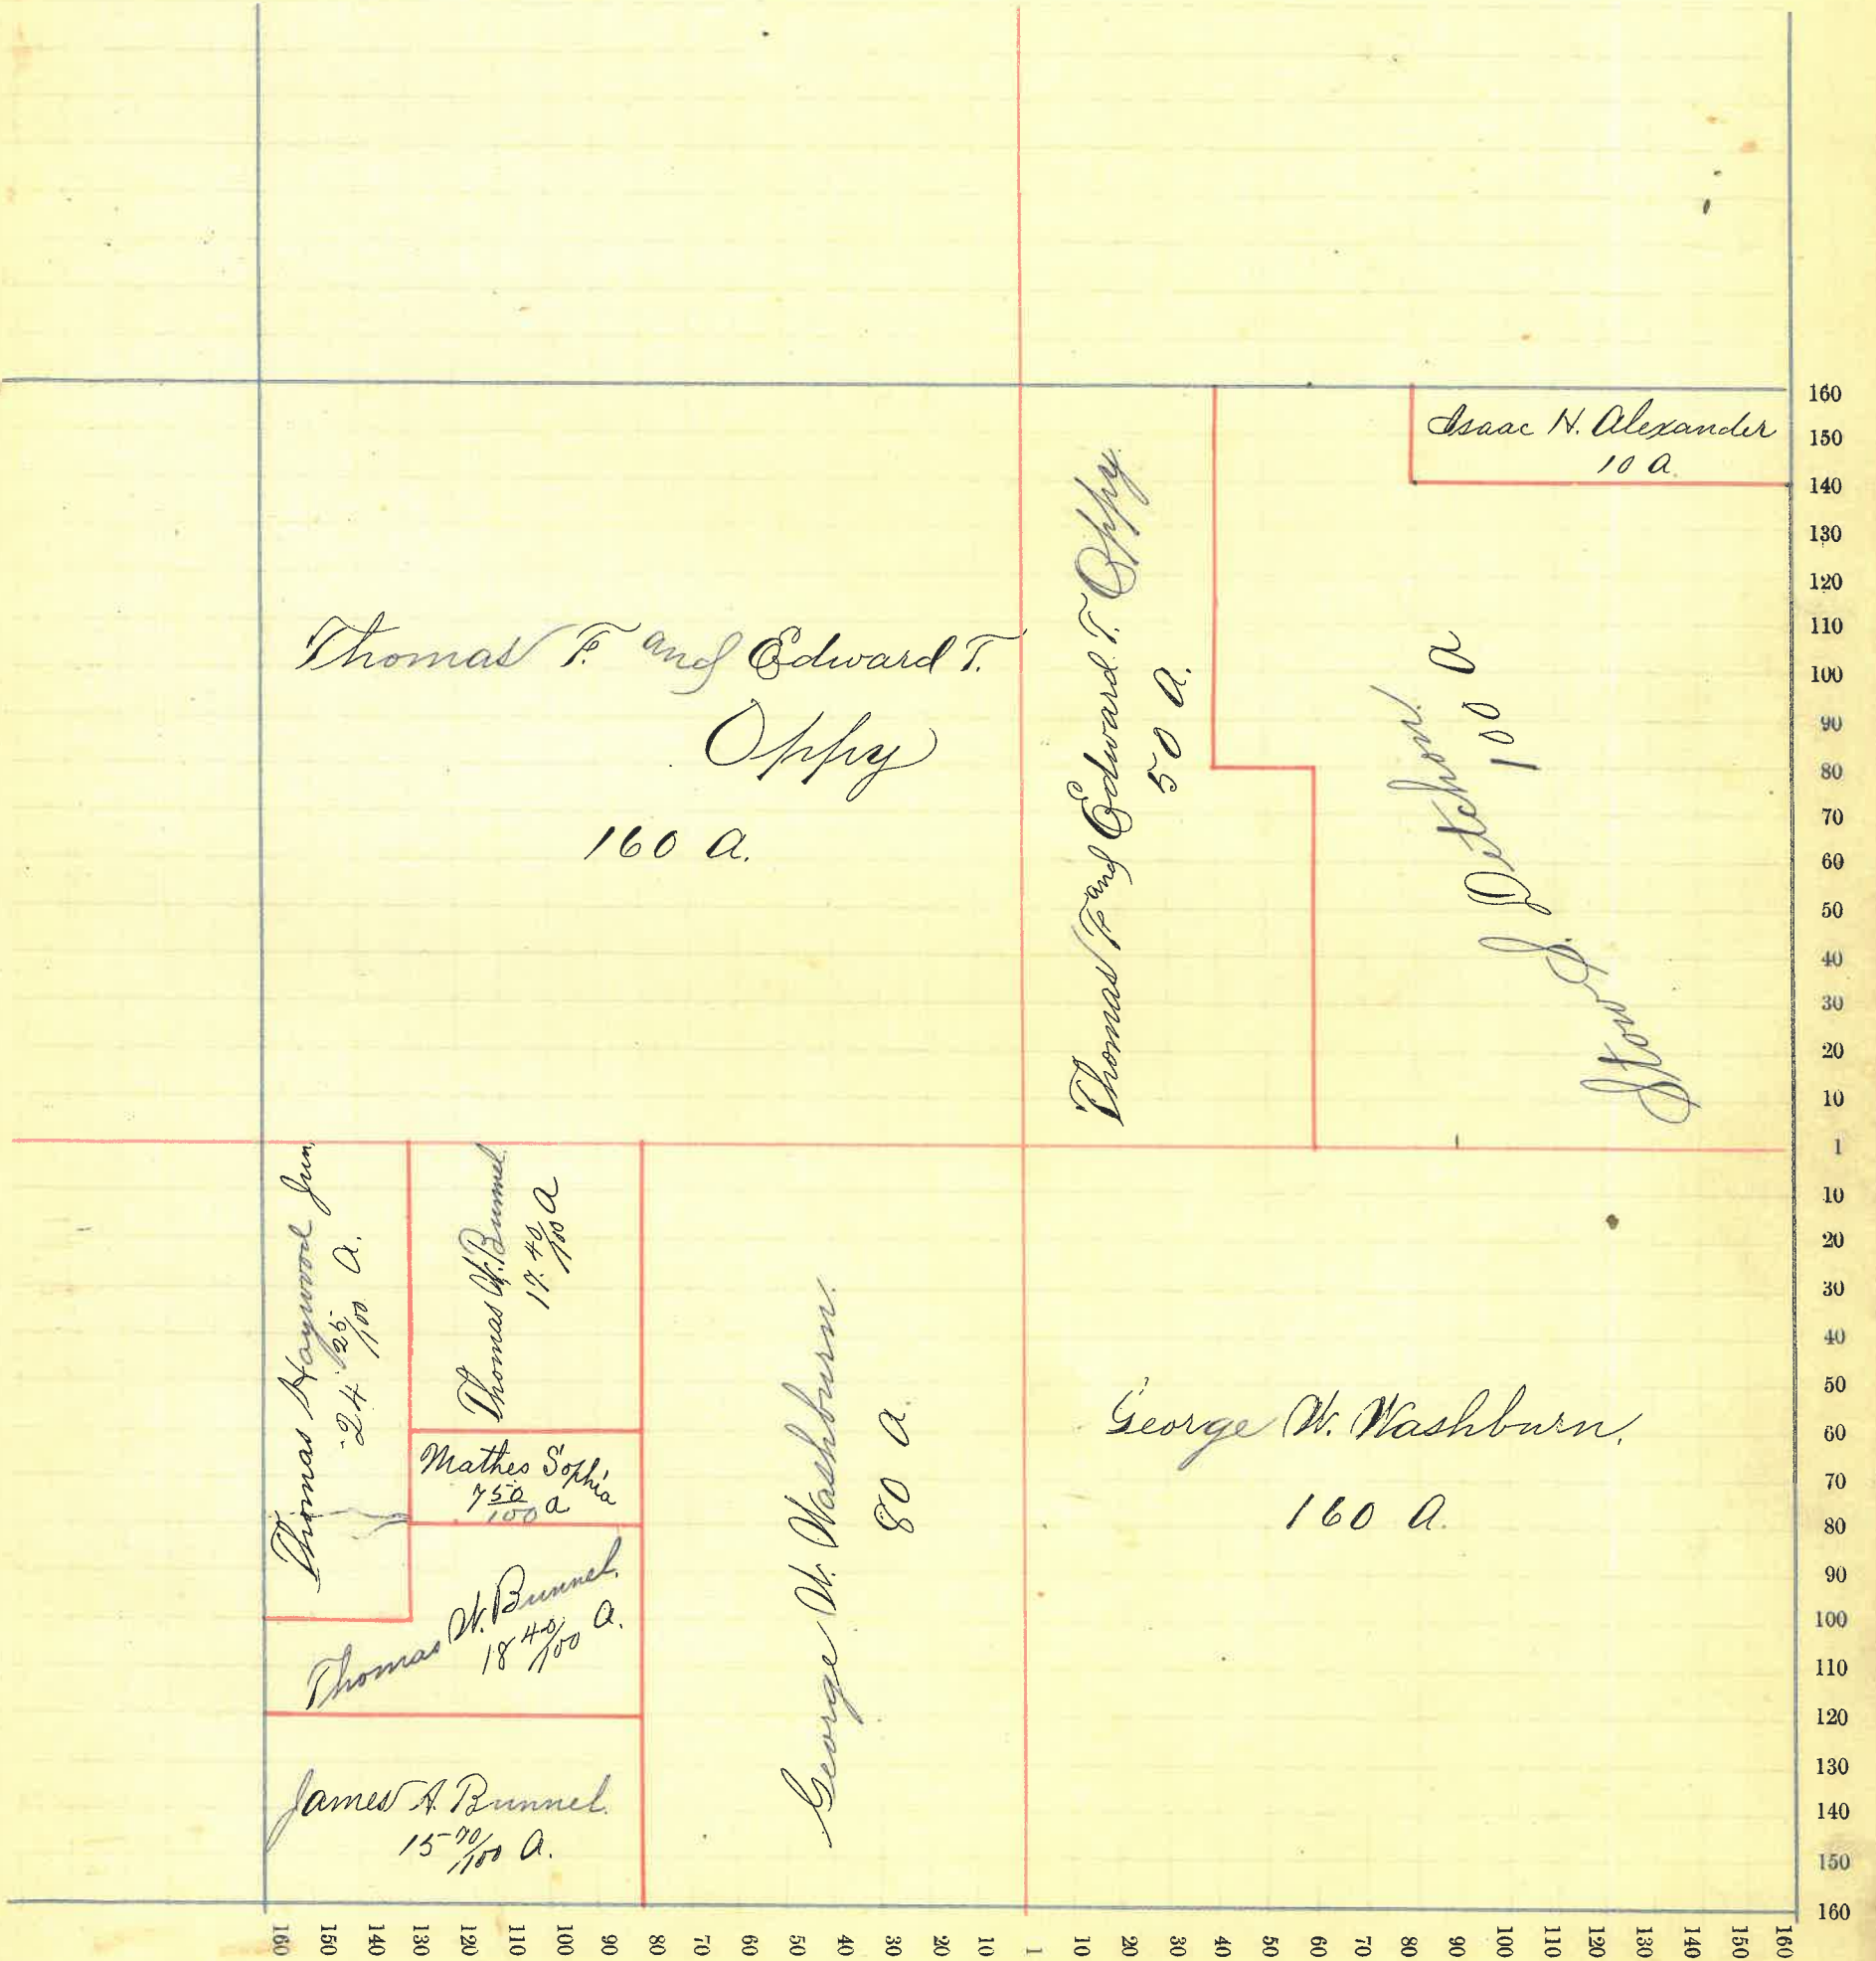 Isaac H. Alexander
10 A.
Thomas F. and Edward T.
Oppy
160 A.
Thomas F. and Edward T. Oppy.
50 A.
Detchon.
100 A
Thomas Haywood Jun
24 25/100 A.
Thomas W. Bunnel.
17 40/100 A
Mathes Sophia
7 50/100 A
Thomas W. Bunnel.
18 40/100 A.
James A. Bunnel.
15 70/100 A.
George W. Washburn.
80 A.
George W. Washburn.
160 A.
160
150
140
130
120
110
100
90
80
70
60
50
40
30
20
10
1
10
20
30
40
50
60
70
80
90
100
110
120
130
140
150
160
160 150 140 130 120 110 100 90 80 70 60 50 40 30 20 10 1 10 20 30 40 50 60 70 80 90 100 110 120 130 140 150 160